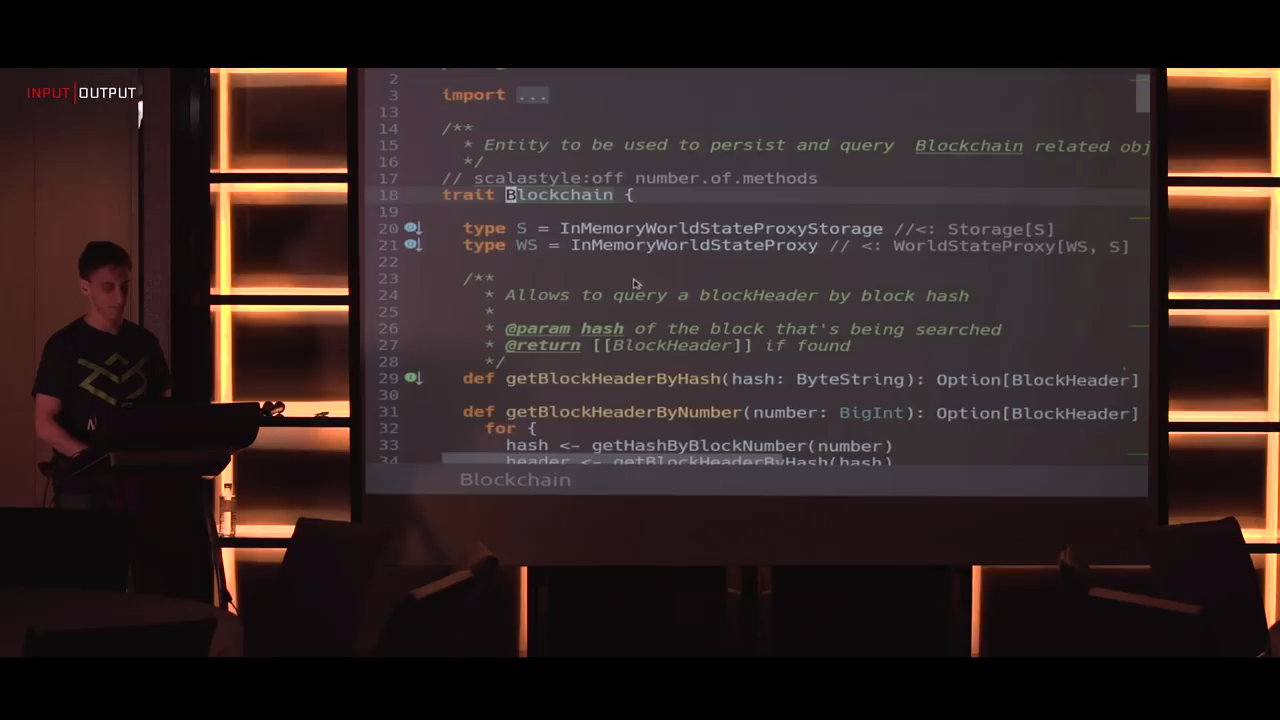 INPUT|OUTPUT
2
3 import ...
13
14 /**
15 * Entity to be used to persist and query Blockchain related obj
16 */
17 // scalastyle:off number.of.methods
18 trait Blockchain {
19
20 type S = InMemoryWorldStateProxyStorage //<: Storage[S]
21 type WS = InMemoryWorldStateProxy // <: WorldStateProxy[WS, S]
22
23 /**
24 * Allows to query a blockHeader by block hash
25 *
26 * @param hash of the block that's being searched
27 * @return [[BlockHeader]] if found
28 */
29 def getBlockHeaderByHash(hash: ByteString): Option[BlockHeader]
30
31 def getBlockHeaderByNumber(number: BigInt): Option[BlockHeader]
32 for {
33 hash <- getHashByBlockNumber(number)
34 header <- getBlockHeaderByHash(hash)
Blockchain